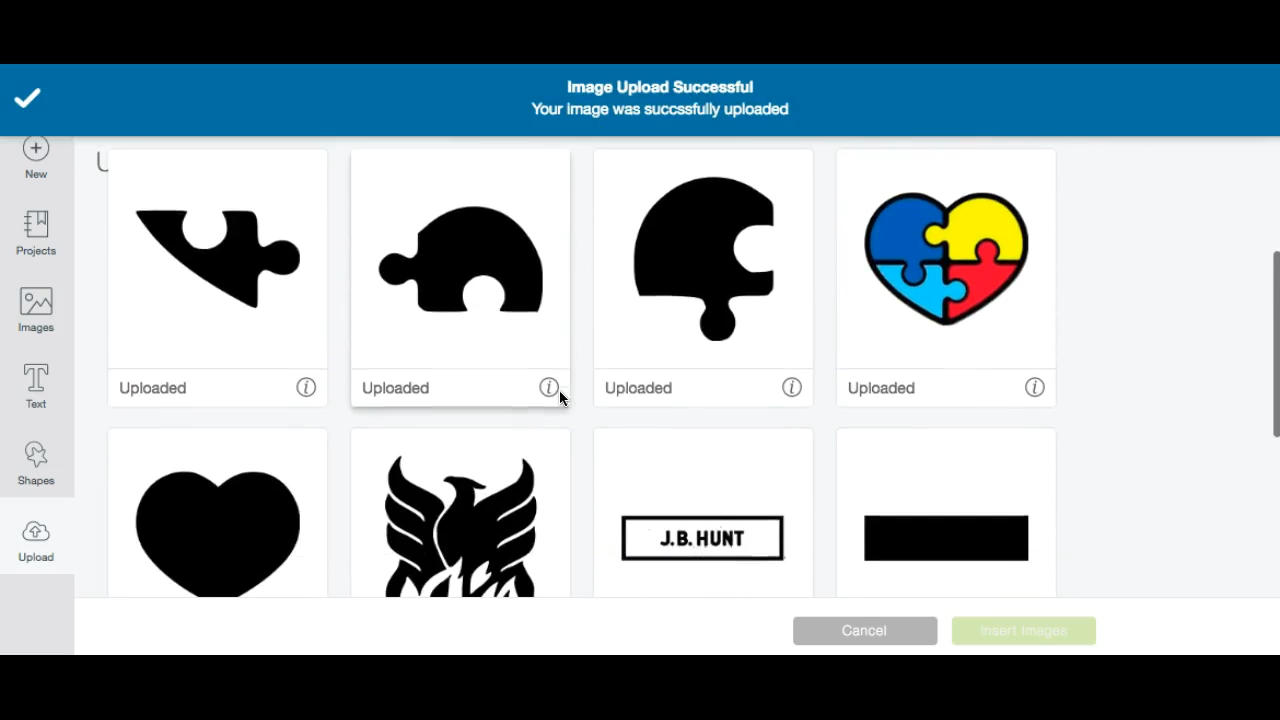 Image Upload Successful
Your image was succssfully uploaded
New
Projects
Images
Text
Shapes
Upload
U
Uploaded
Uploaded
Uploaded
Uploaded
J.B. HUNT
Cancel
Insert Images